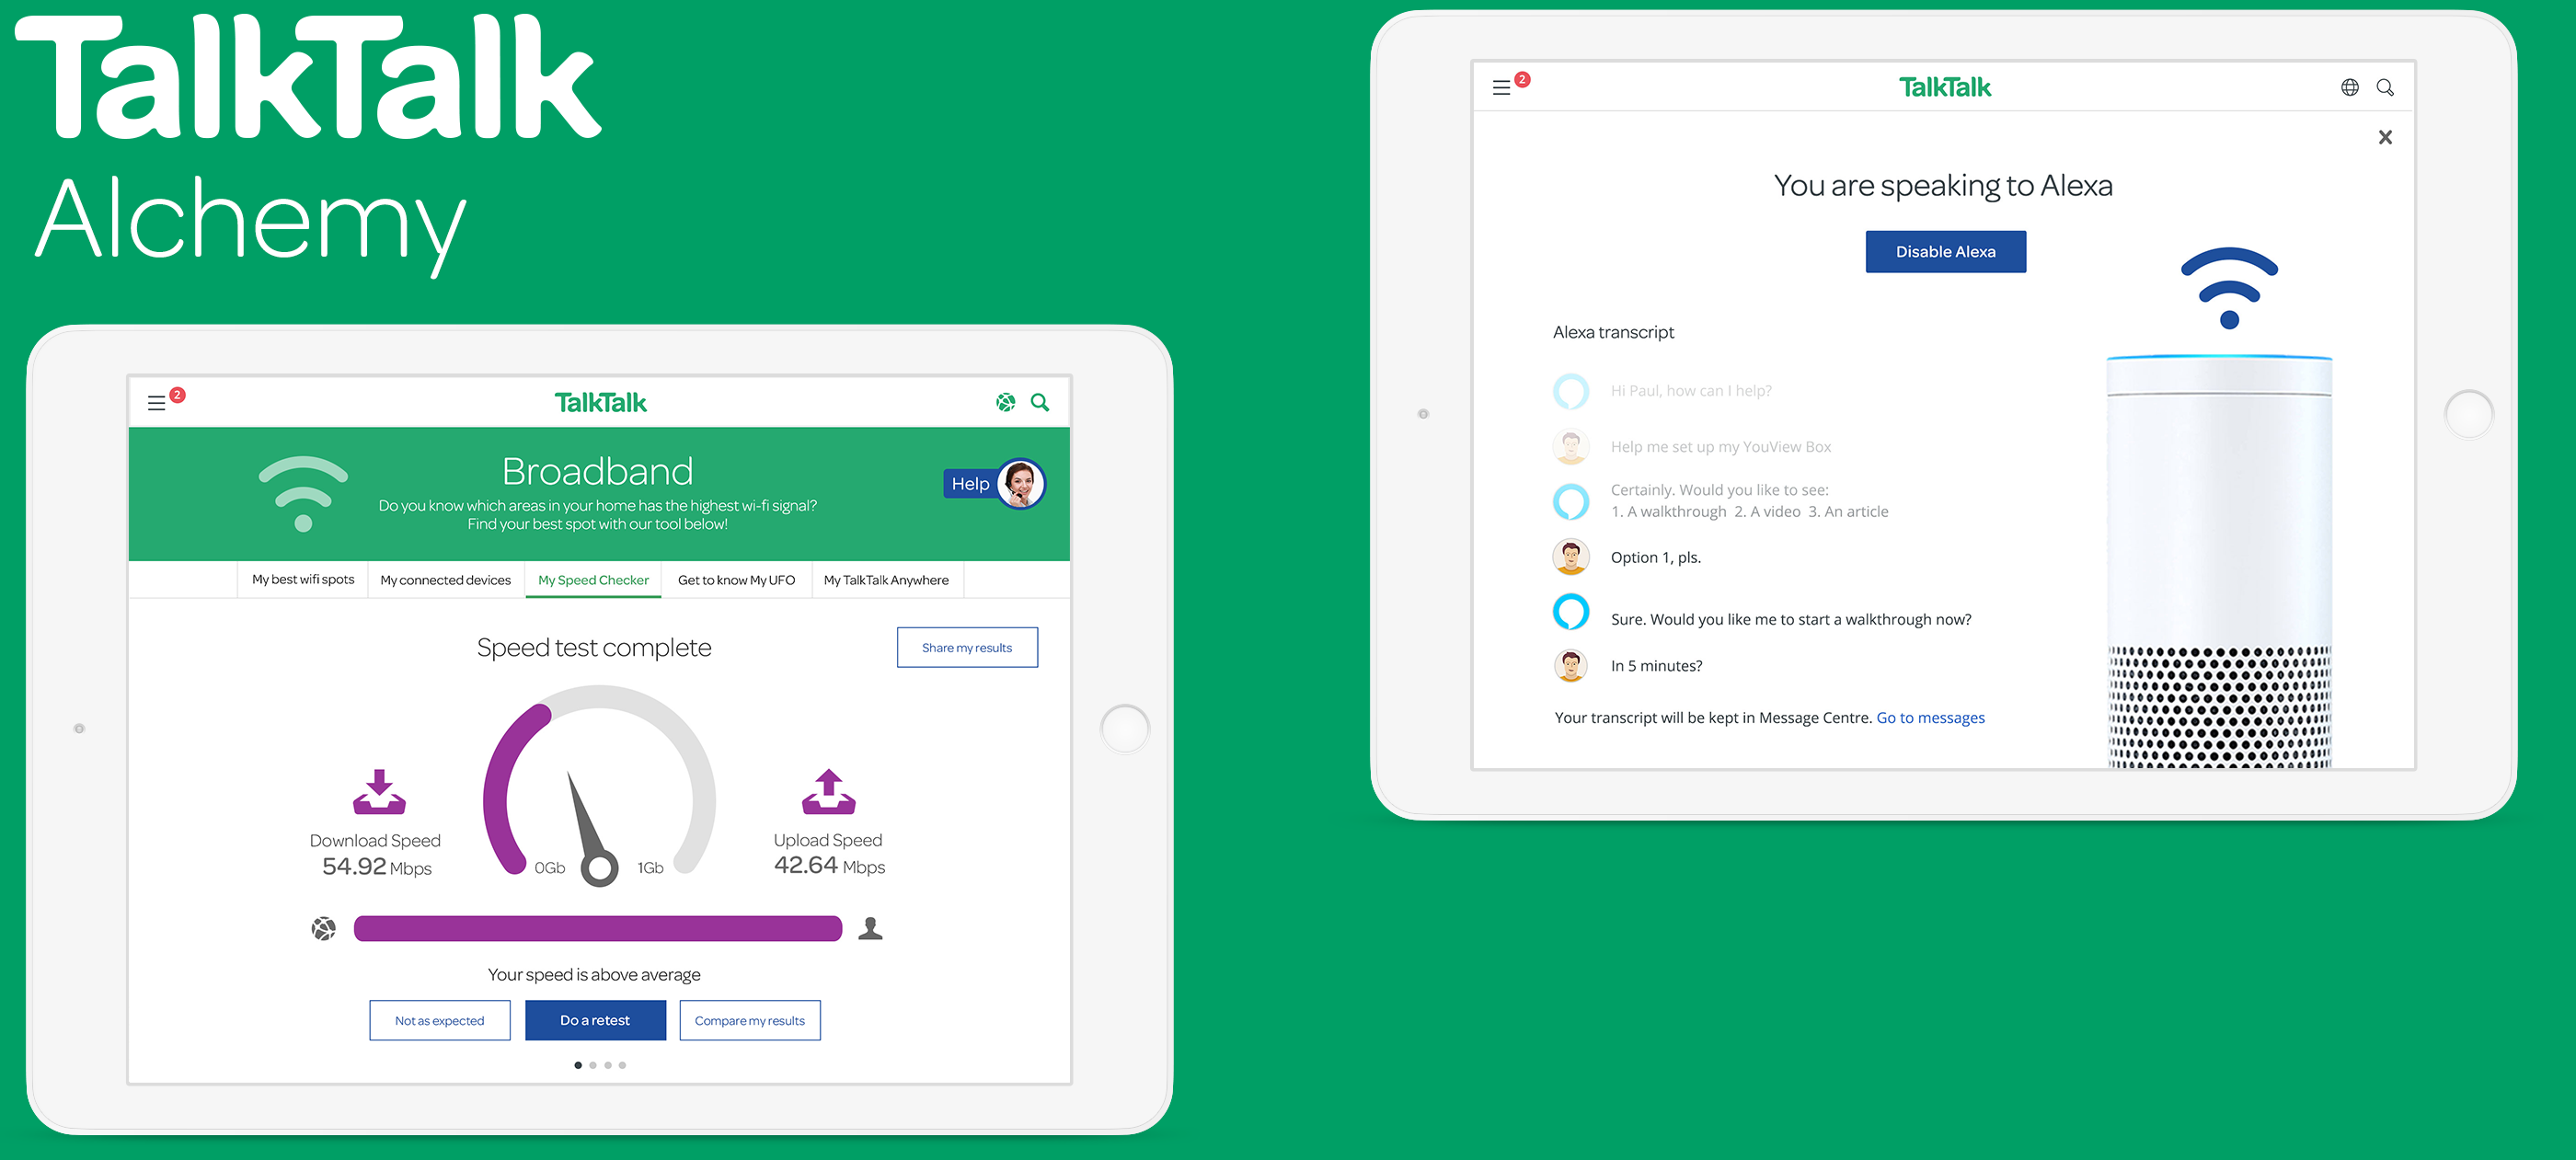 TalkTalk
Alchemy
2
TalkTalk
Broadband
Do you know which areas in your home has the highest wi-fi signal?
Find your best spot with our tool below!
Help
My best wifi spots
My connected devices
My Speed Checker
Get to know My UFO
My TalkTalk Anywhere
Speed test complete
Share my results
Download Speed
54.92 Mbps
0Gb
1Gb
Upload Speed
42.64 Mbps
Your speed is above average
Not as expected
Do a retest
Compare my results
2
TalkTalk
You are speaking to Alexa
Disable Alexa
Alexa transcript
Hi Paul, how can I help?
Help me set up my YouView Box
Certainly. Would you like to see:
1. A walkthrough 2. A video 3. An article
Option 1, pls.
Sure. Would you like me to start a walkthrough now?
In 5 minutes?
Your transcript will be kept in Message Centre. Go to messages